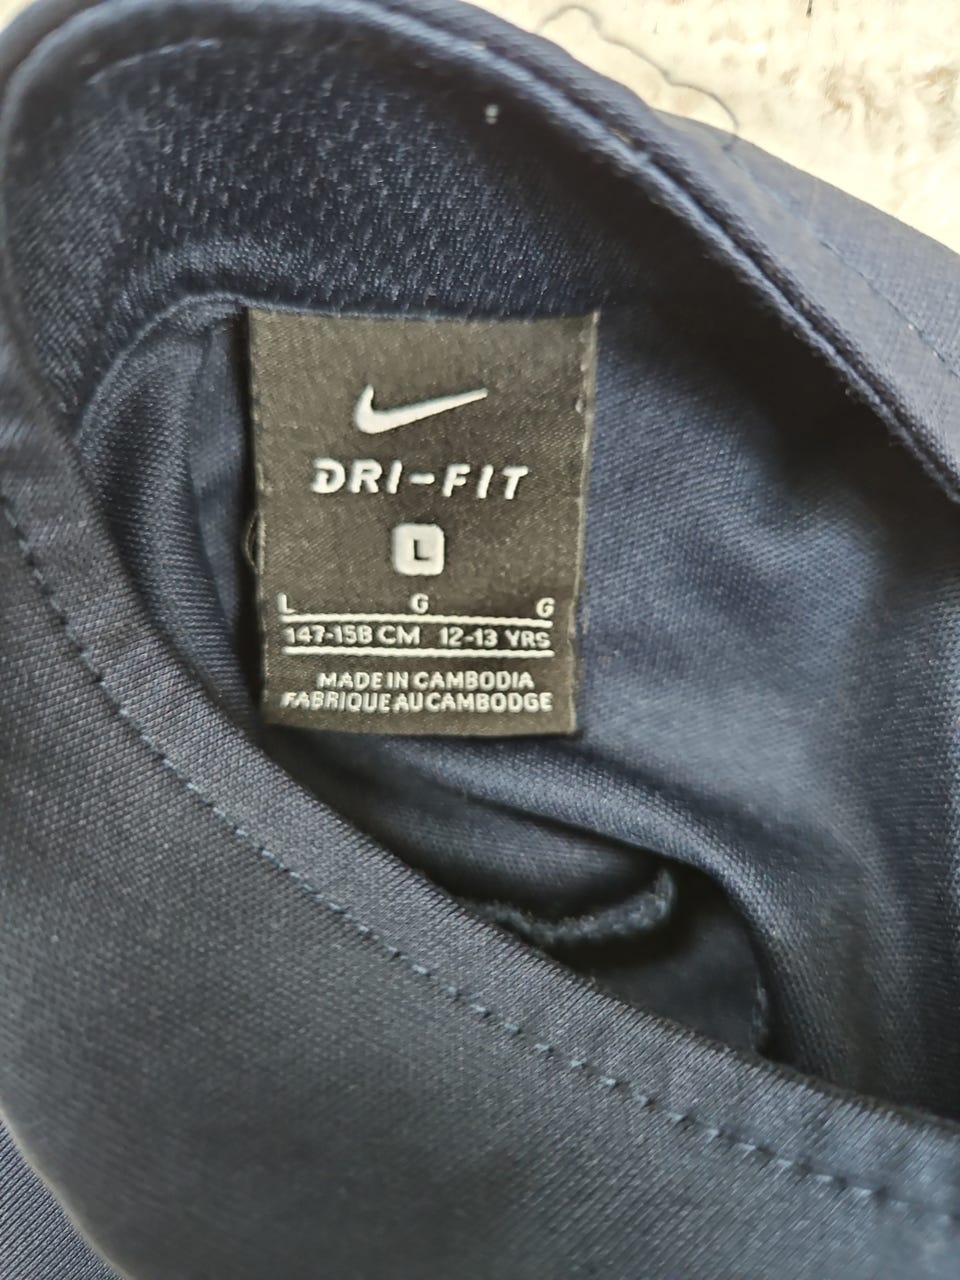 DRI-FIT
L
L G G
147-158 CM 12-13 YRS
MADE IN CAMBODIA
FABRIQUE AU CAMBODGE